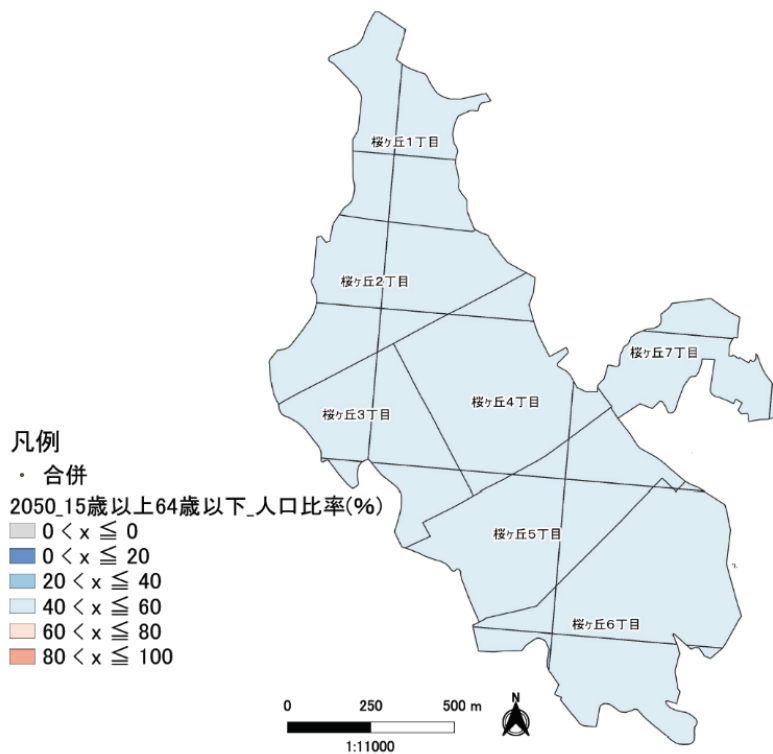 桜ヶ丘1丁目
桜ヶ丘2丁目
桜ヶ丘7丁目
桜ヶ丘3丁目
桜ヶ丘4丁目
桜ヶ丘5丁目
桜ヶ丘6丁目
凡例
・ 合併
2050_15歳以上64歳以下_人口比率(%)
0 < x ≦ 0
0 < x ≦ 20
20 < x ≦ 40
40 < x ≦ 60
60 < x ≦ 80
80 < x ≦ 100
0 250 500 m
1:11000
N